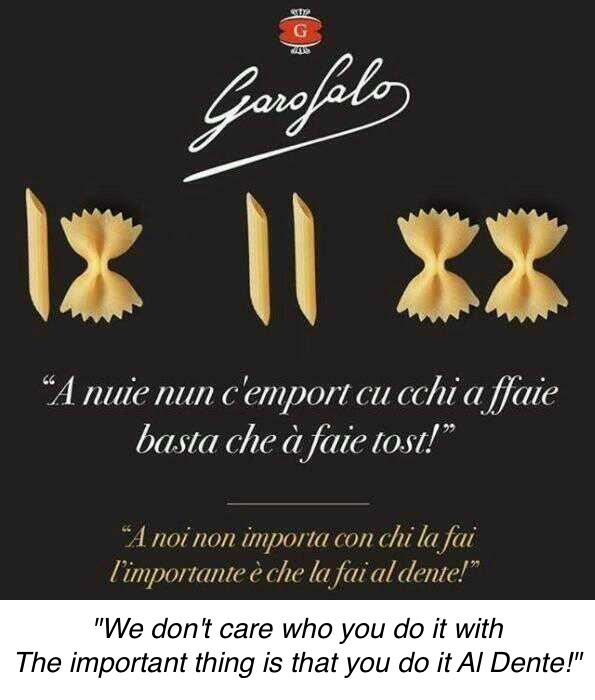 G
Garofalo
“A nuie nun c'emport cu cchi a ffaie
basta che à faie tost!”
“A noi non importa con chi la fai
l’importante è che la fai al dente!”
"We don't care who you do it with
The important thing is that you do it Al Dente!"